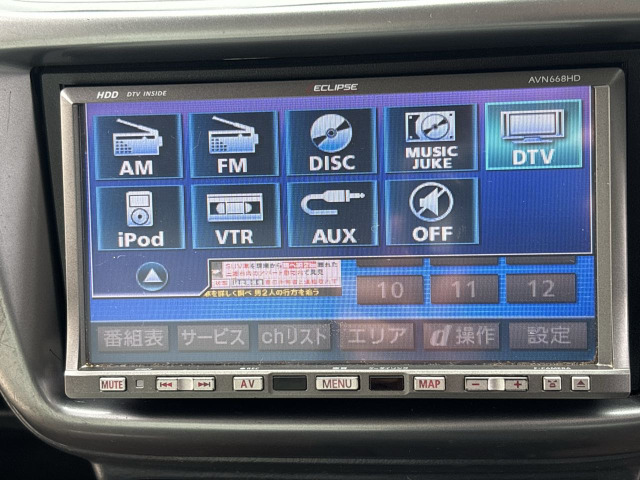 HDD DTV INSIDE ECLIPSE AVN668HD
AM FM DISC MUSIC JUKE DTV
iPod VTR AUX OFF
10 11 12
番組表 サービス chリスト エリア d操作 設定
MUTE AV MENU MAP